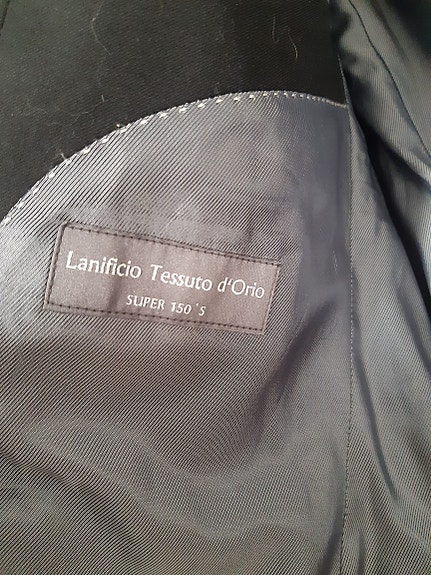 Lanificio Tessuto d'Orio
SUPER 150'S